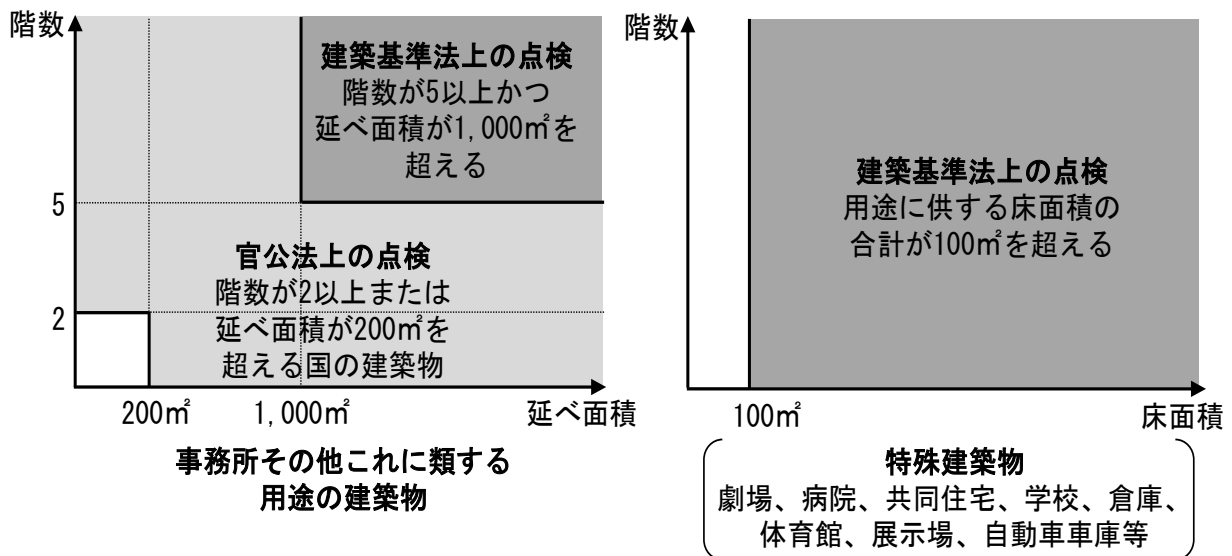 階数
建築基準法上の点検
階数が5以上かつ
延べ面積が1,000㎡を
超える
5
官公法上の点検
階数が2以上または
延べ面積が200㎡を
超える国の建築物
2
200㎡
1,000㎡
延べ面積
事務所その他これに類する
用途の建築物
階数
建築基準法上の点検
用途に供する床面積の
合計が100㎡を超える
100㎡
床面積
特殊建築物
劇場、病院、共同住宅、学校、倉庫、
体育館、展示場、自動車車庫等